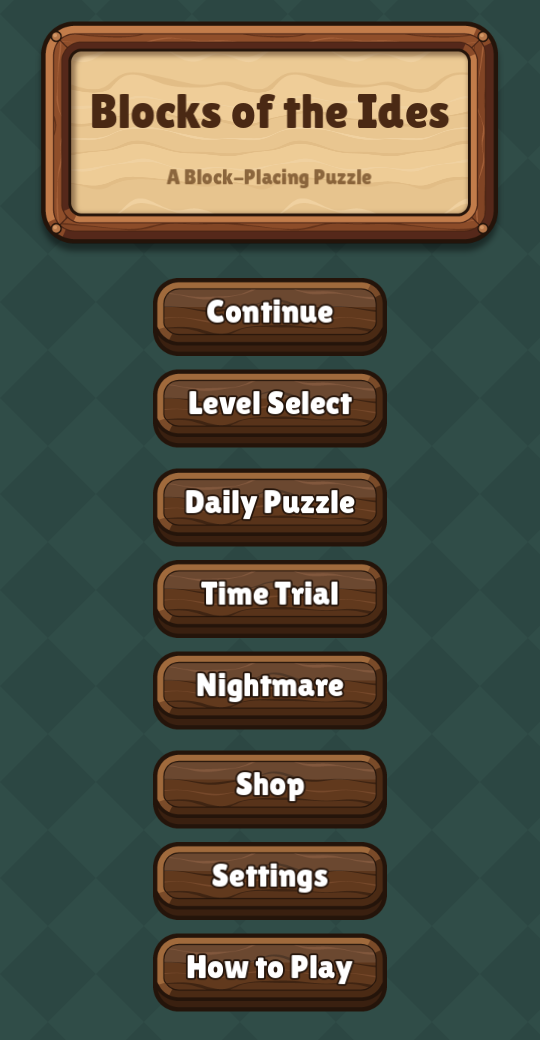 Blocks of the Ides
A Block-Placing Puzzle
Continue
Level Select
Daily Puzzle
Time Trial
Nightmare
Shop
Settings
How to Play